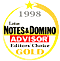 1998
Lotus
NOTES & DOMINO
ADVISOR
Editors Choice
GOLD